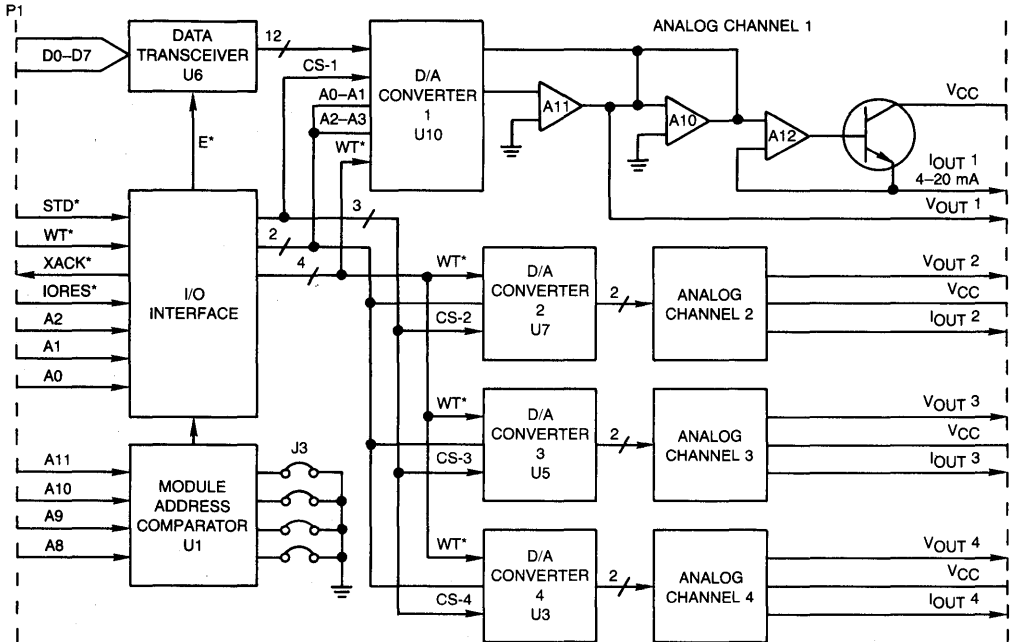 P1
D0–D7
DATA
TRANSCEIVER
U6
12
CS-1
A0–A1
A2–A3
WT*
D/A
CONVERTER
1
U10
ANALOG CHANNEL 1
A11
A10
A12
VCC
IOUT 1
4–20 mA
VOUT 1
E*
STD*
WT*
XACK*
IORES*
A2
A1
A0
I/O
INTERFACE
3
2
4
WT*
CS-2
D/A
CONVERTER
2
U7
2
ANALOG
CHANNEL 2
VOUT 2
VCC
IOUT 2
WT*
CS-3
D/A
CONVERTER
3
U5
2
ANALOG
CHANNEL 3
VOUT 3
VCC
IOUT 3
A11
A10
A9
A8
MODULE
ADDRESS
COMPARATOR
U1
J3
WT*
CS-4
D/A
CONVERTER
4
U3
2
ANALOG
CHANNEL 4
VOUT 4
VCC
IOUT 4